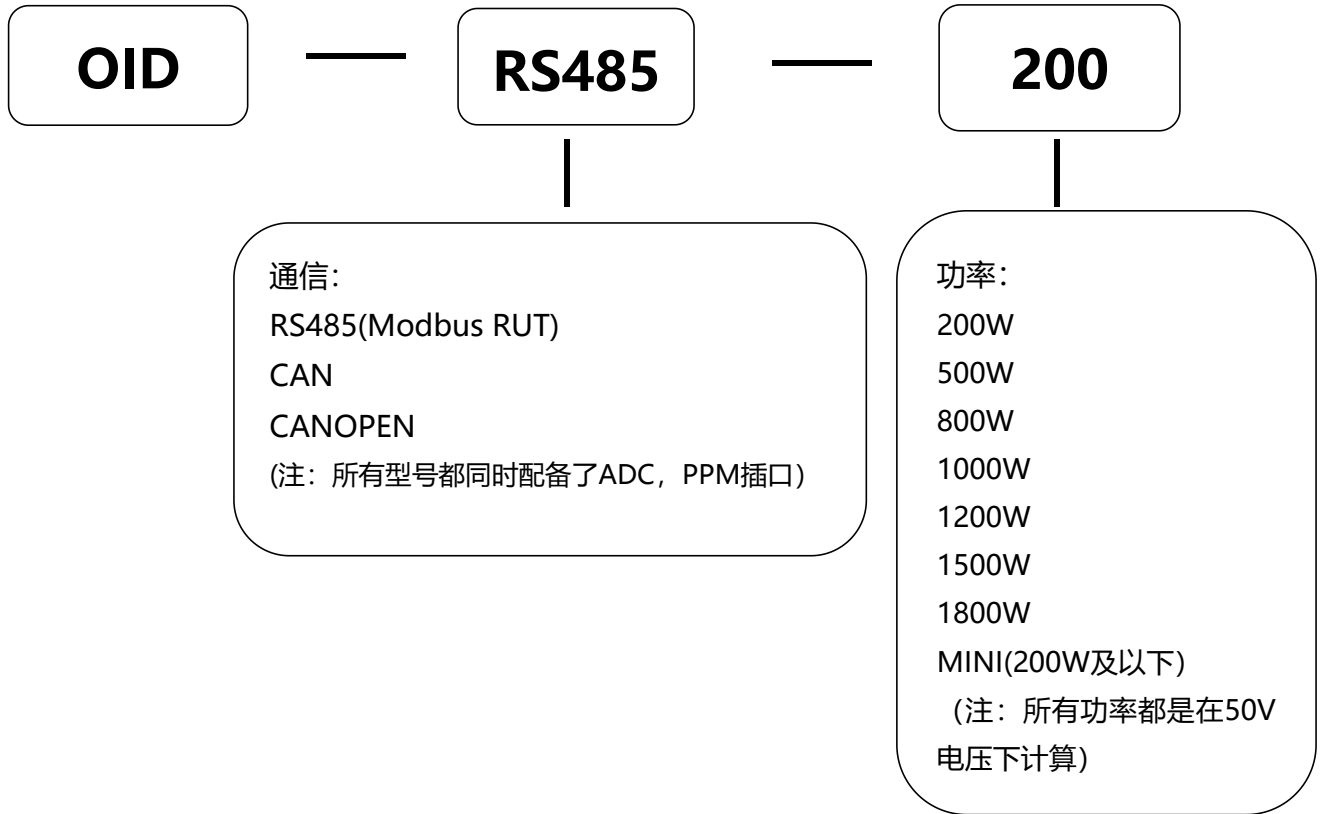 OID
RS485
200
通信：
RS485(Modbus RUT)
CAN
CANOPEN
(注：所有型号都同时配备了ADC，PPM插口)
功率：
200W
500W
800W
1000W
1200W
1500W
1800W
MINI(200W及以下)
（注：所有功率都是在50V
电压下计算）